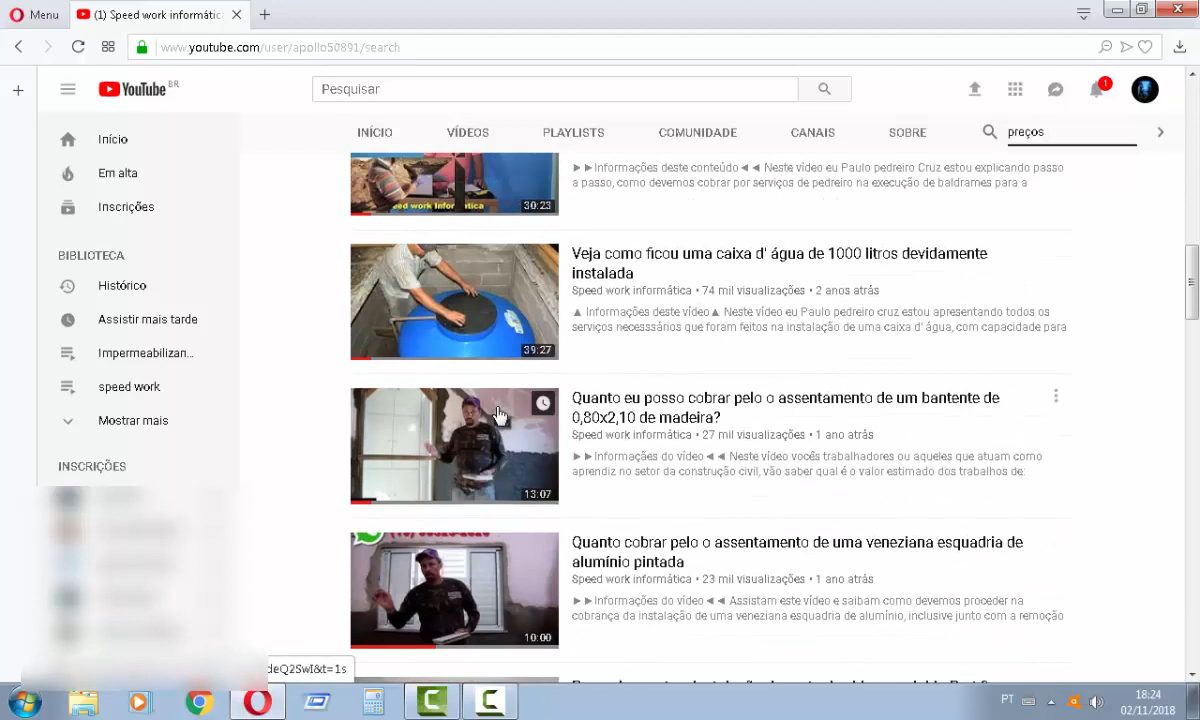 Menu
(1) Speed work informátic
www.youtube.com/user/apollo50891/search
YouTube BR
Pesquisar
1
Início
Em alta
Inscrições
BIBLIOTECA
Histórico
Assistir mais tarde
Impermeabilizan...
speed work
Mostrar mais
INSCRIÇÕES
INÍCIO
VÍDEOS
PLAYLISTS
COMUNIDADE
CANAIS
SOBRE
preços
30:23
►►Informações deste conteúdo◄◄ Neste vídeo eu Paulo pedreiro Cruz estou explicando passo
a passo, como devemos cobrar por serviços de pedreiro na execução de baldrames para a
39:27
Veja como ficou uma caixa d' água de 1000 litros devidamente
instalada
Speed work informática • 74 mil visualizações • 2 anos atrás
▲ Informações deste vídeo▲ Neste vídeo eu Paulo pedreiro cruz estou apresentando todos os
serviços necesssários que foram feitos na instalação de uma caixa d' água, com capacidade para
13:07
Quanto eu posso cobrar pelo o assentamento de um bantente de
0,80x2,10 de madeira?
Speed work informática • 27 mil visualizações • 1 ano atrás
►►Informações do vídeo◄◄ Neste vídeo vocês trabalhadores ou aqueles que atuam como
aprendiz no setor da construção civil, vão saber qual é o valor estimado dos trabalhos de:
10:00
Quanto cobrar pelo o assentamento de uma veneziana esquadria de
alumínio pintada
Speed work informática • 23 mil visualizações • 1 ano atrás
►►Informações do vídeo◄◄ Assistam este vídeo e saibam como devemos proceder na
cobrança da instalação de uma veneziana esquadria de alumínio, inclusive junto com a remoção
deQ2SwI&t=1s
PT
18:24
02/11/2018